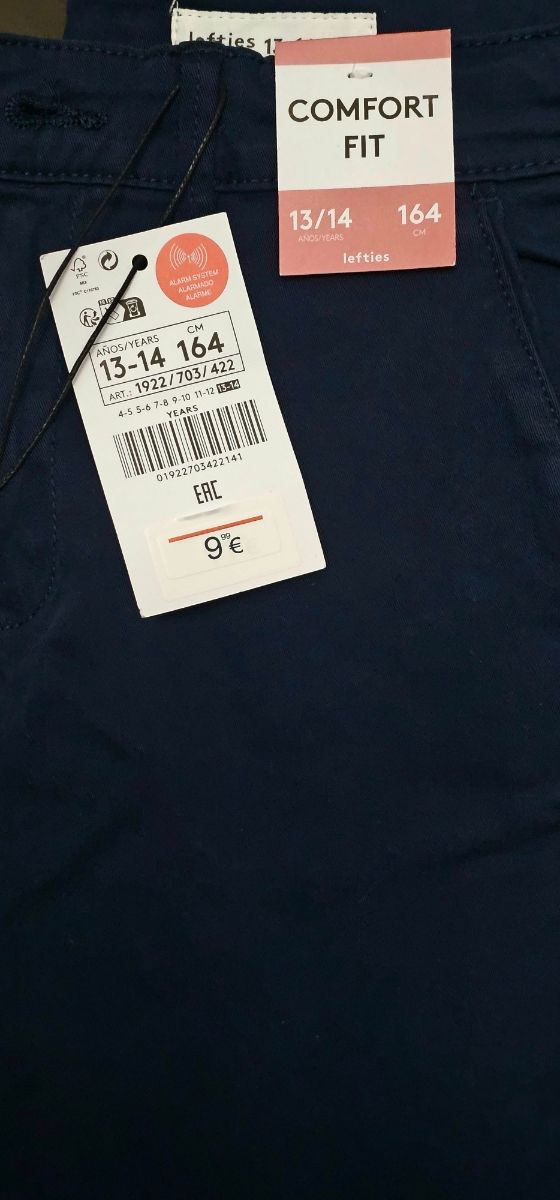 lefties
COMFORT
FIT
13/14 164
AÑOS/YEARS CM
lefties
FSC
MIX
ALARM SYSTEM
ALARMADO
ALARME
AÑOS/YEARS CM
13-14 164
ART.: 1922/703/422
4-5 5-6 7-8 9-10 11-12 13-14
YEARS
01922703422141
EAC
9,99 €